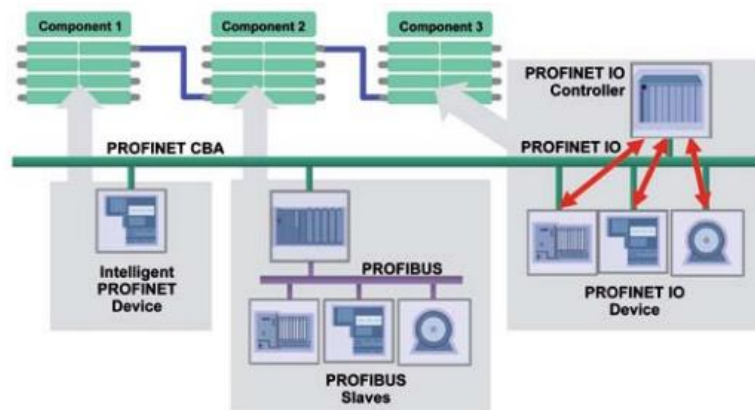 Component 1
Component 2
Component 3
PROFINET IO
Controller
PROFINET CBA
PROFINET IO
Intelligent
PROFINET
Device
PROFIBUS
PROFINET IO
Device
PROFIBUS
Slaves